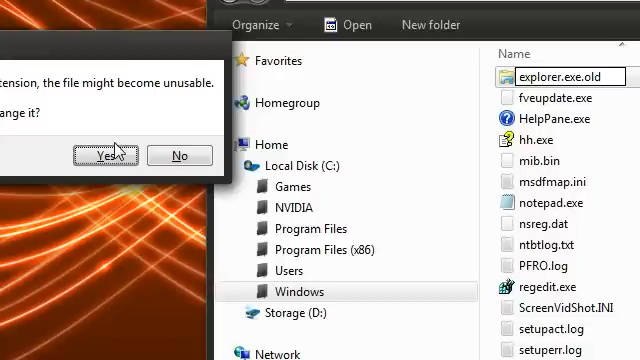 Organize
Open
New folder
tension, the file might become unusable.
ange it?
Yes
No
Favorites
Homegroup
Home
Local Disk (C:)
Games
NVIDIA
Program Files
Program Files (x86)
Users
Windows
Storage (D:)
Network
Name
explorer.exe.old
fveupdate.exe
HelpPane.exe
hh.exe
mib.bin
msdfmap.ini
notepad.exe
nsreg.dat
ntbtlog.txt
PFRO.log
regedit.exe
ScreenVidShot.INI
setupact.log
setuperr.log